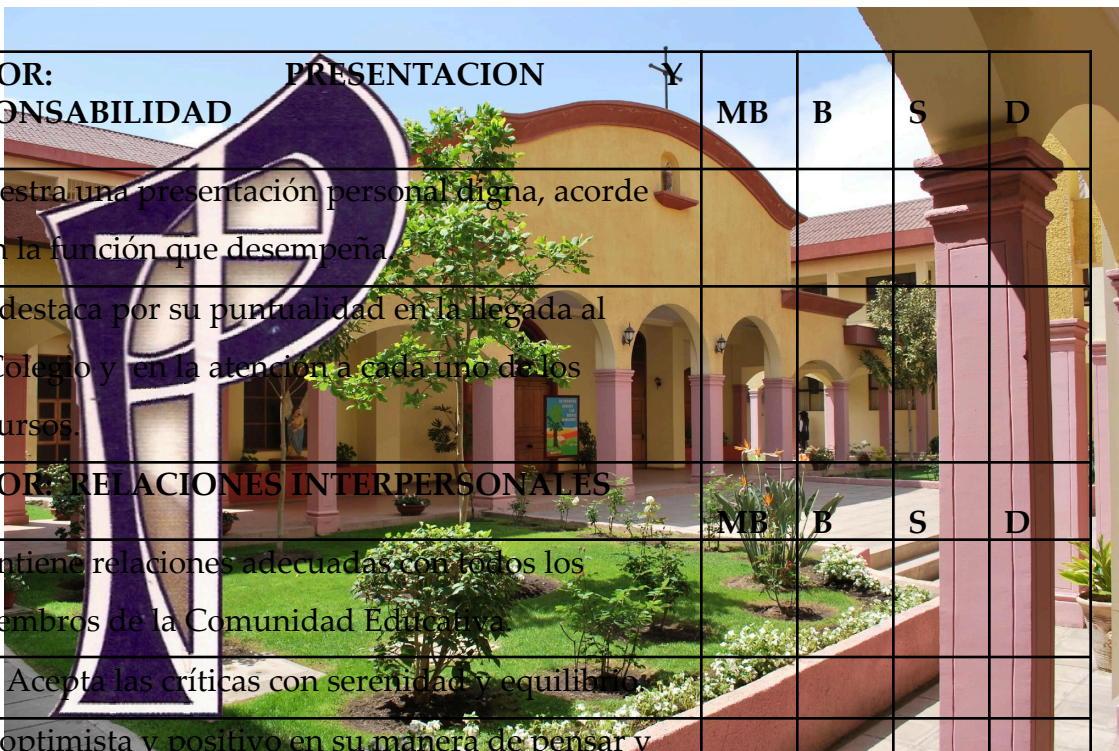 OR: PRESENTACION Y
ONSABILIDAD MB B S D
estra una presentación personal digna, acorde
n la función que desempeña.
destaca por su puntualidad en la llegada al
Colegio y en la atención a cada uno de los
ursos.
OR: RELACIONES INTERPERSONALES
MB B S D
ntiene relaciones adecuadas con todos los
embros de la Comunidad Educativa.
Acepta las críticas con serenidad y equilibrio
optimista y positivo en su manera de pensar y